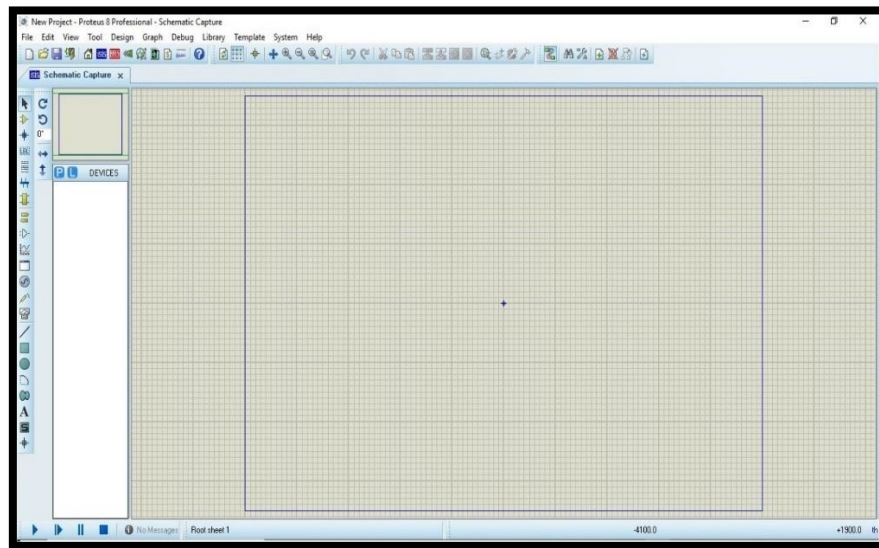 New Project - Proteus 8 Professional - Schematic Capture
File Edit View Tool Design Graph Debug Library Template System Help
Schematic Capture x
0°
P L DEVICES
A
S
No Messages Root sheet 1 -4100.0 +1900.0 th